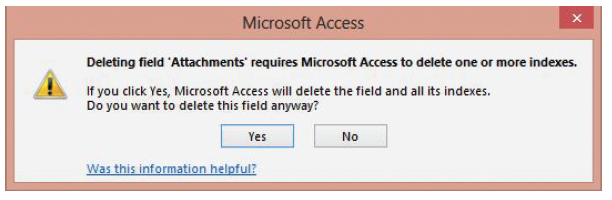 Microsoft Access
Deleting field 'Attachments' requires Microsoft Access to delete one or more indexes.
If you click Yes, Microsoft Access will delete the field and all its indexes.
Do you want to delete this field anyway?
Yes No
Was this information helpful?